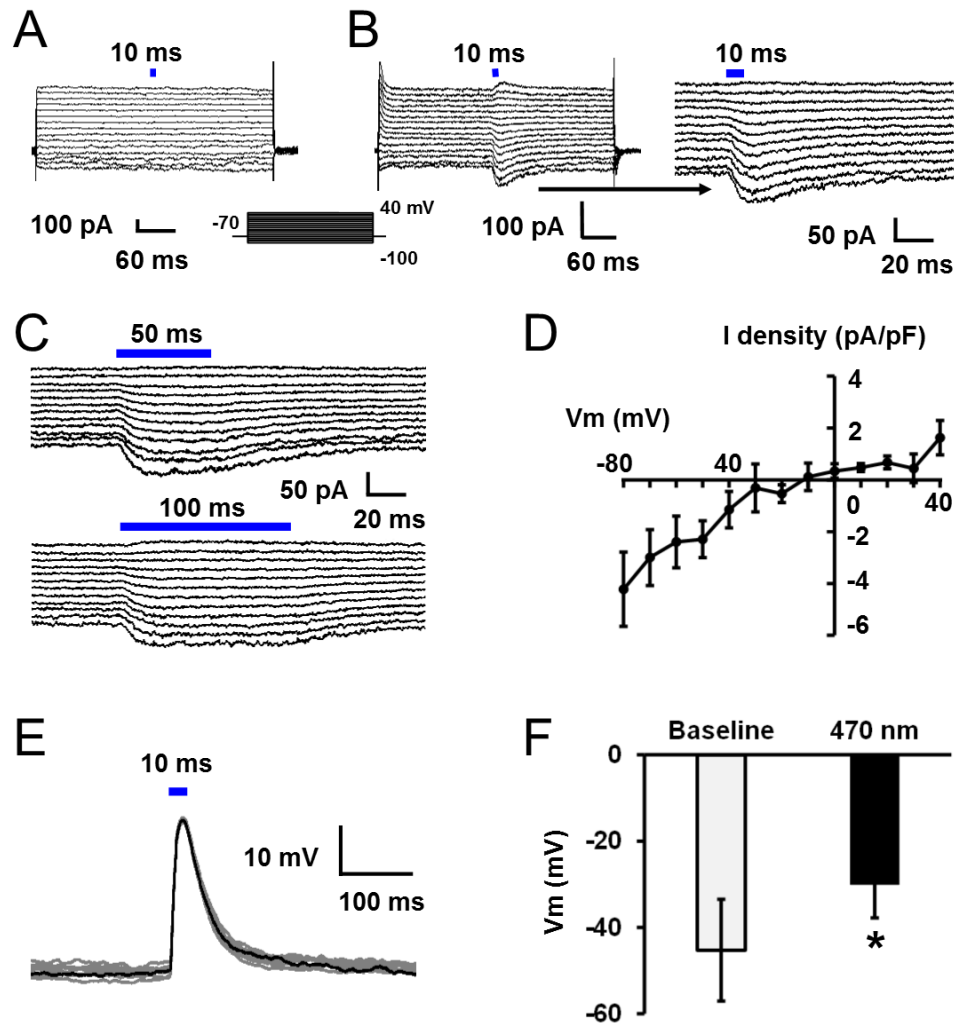 A
10 ms
100 pA
60 ms
-70
40 mV
-100
B
10 ms
10 ms
100 pA
60 ms
50 pA
20 ms
C
50 ms
50 pA
20 ms
100 ms
D
I density (pA/pF)
Vm (mV)
-80
40
0
40
4
2
-2
-4
-6
E
10 ms
10 mV
100 ms
F
Baseline
470 nm
Vm (mV)
0
-20
-40
-60
*